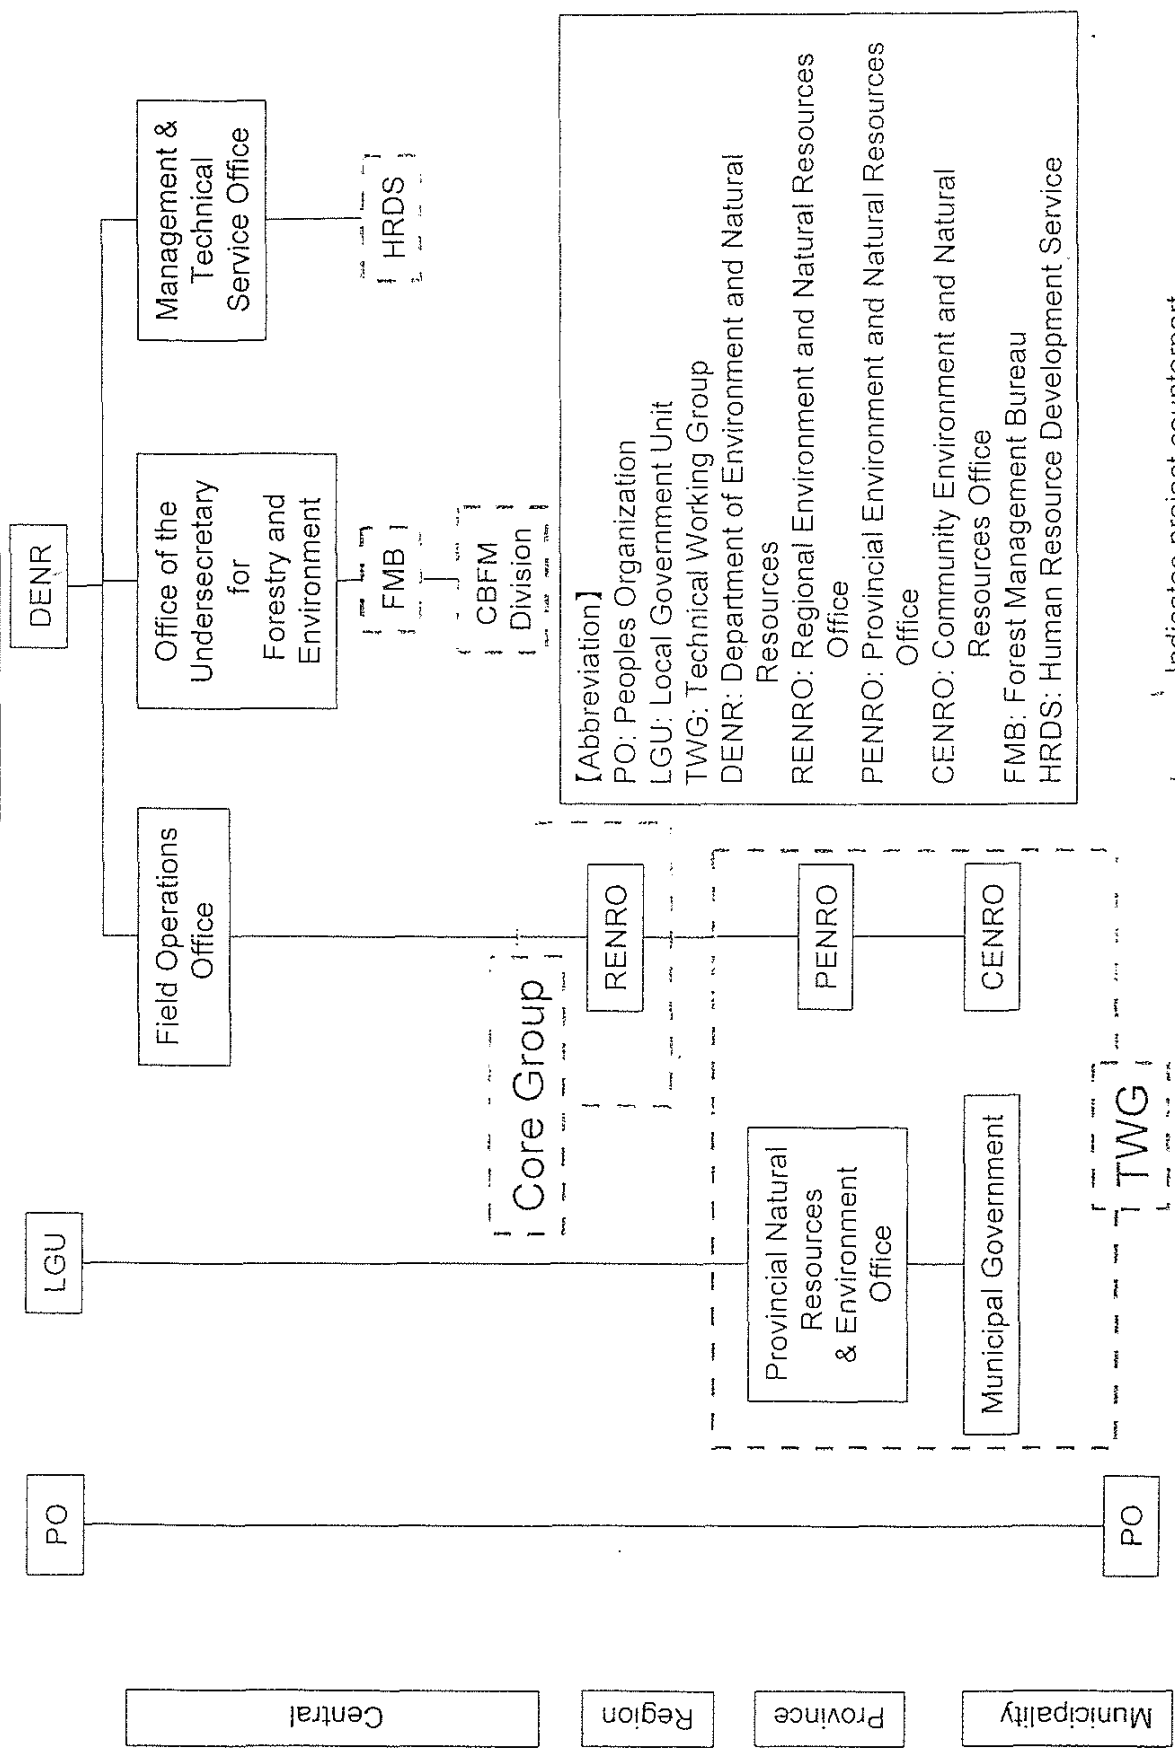 PO
LGU
DENR
Central
Field Operations
Office
Office of the
Undersecretary
for
Forestry and
Environment
Management &
Technical
Service Office
FMB
HRDS
CBFM
Division
Core Group
Region
RENRO
Province
Provincial Natural
Resources
& Environment
Office
PENRO
Municipality
Municipal Government
CENRO
PO
TWG
【Abbreviation】
PO: Peoples Organization
LGU: Local Government Unit
TWG: Technical Working Group
DENR: Department of Environment and Natural
Resources
RENRO: Regional Environment and Natural Resources
Office
PENRO: Provincial Environment and Natural Resources
Office
CENRO: Community Environment and Natural
Resources Office
FMB: Forest Management Bureau
HRDS: Human Resource Development Service
Indicates project counterpart